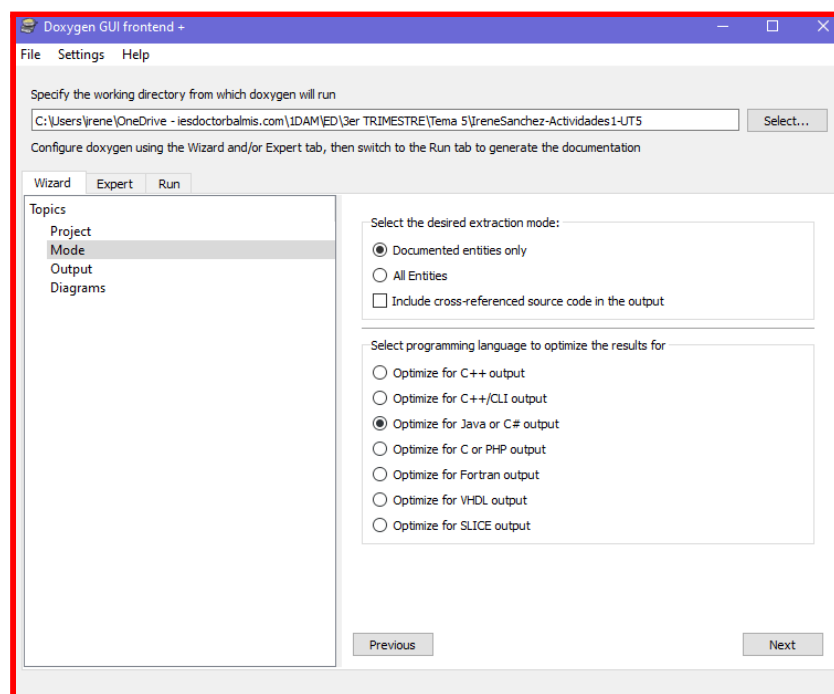 Doxygen GUI frontend +
File Settings Help
Specify the working directory from which doxygen will run
C:\Users\irene\OneDrive - iesdoctorbalmis.com\1DAM\ED\3er TRIMESTRE\Tema 5\IreneSanchez-Actividades1-UT5
Select...
Configure doxygen using the Wizard and/or Expert tab, then switch to the Run tab to generate the documentation
Wizard Expert Run
Topics
Project
Mode
Output
Diagrams
Select the desired extraction mode:
Documented entities only
All Entities
Include cross-referenced source code in the output
Select programming language to optimize the results for
Optimize for C++ output
Optimize for C++/CLI output
Optimize for Java or C# output
Optimize for C or PHP output
Optimize for Fortran output
Optimize for VHDL output
Optimize for SLICE output
Previous
Next